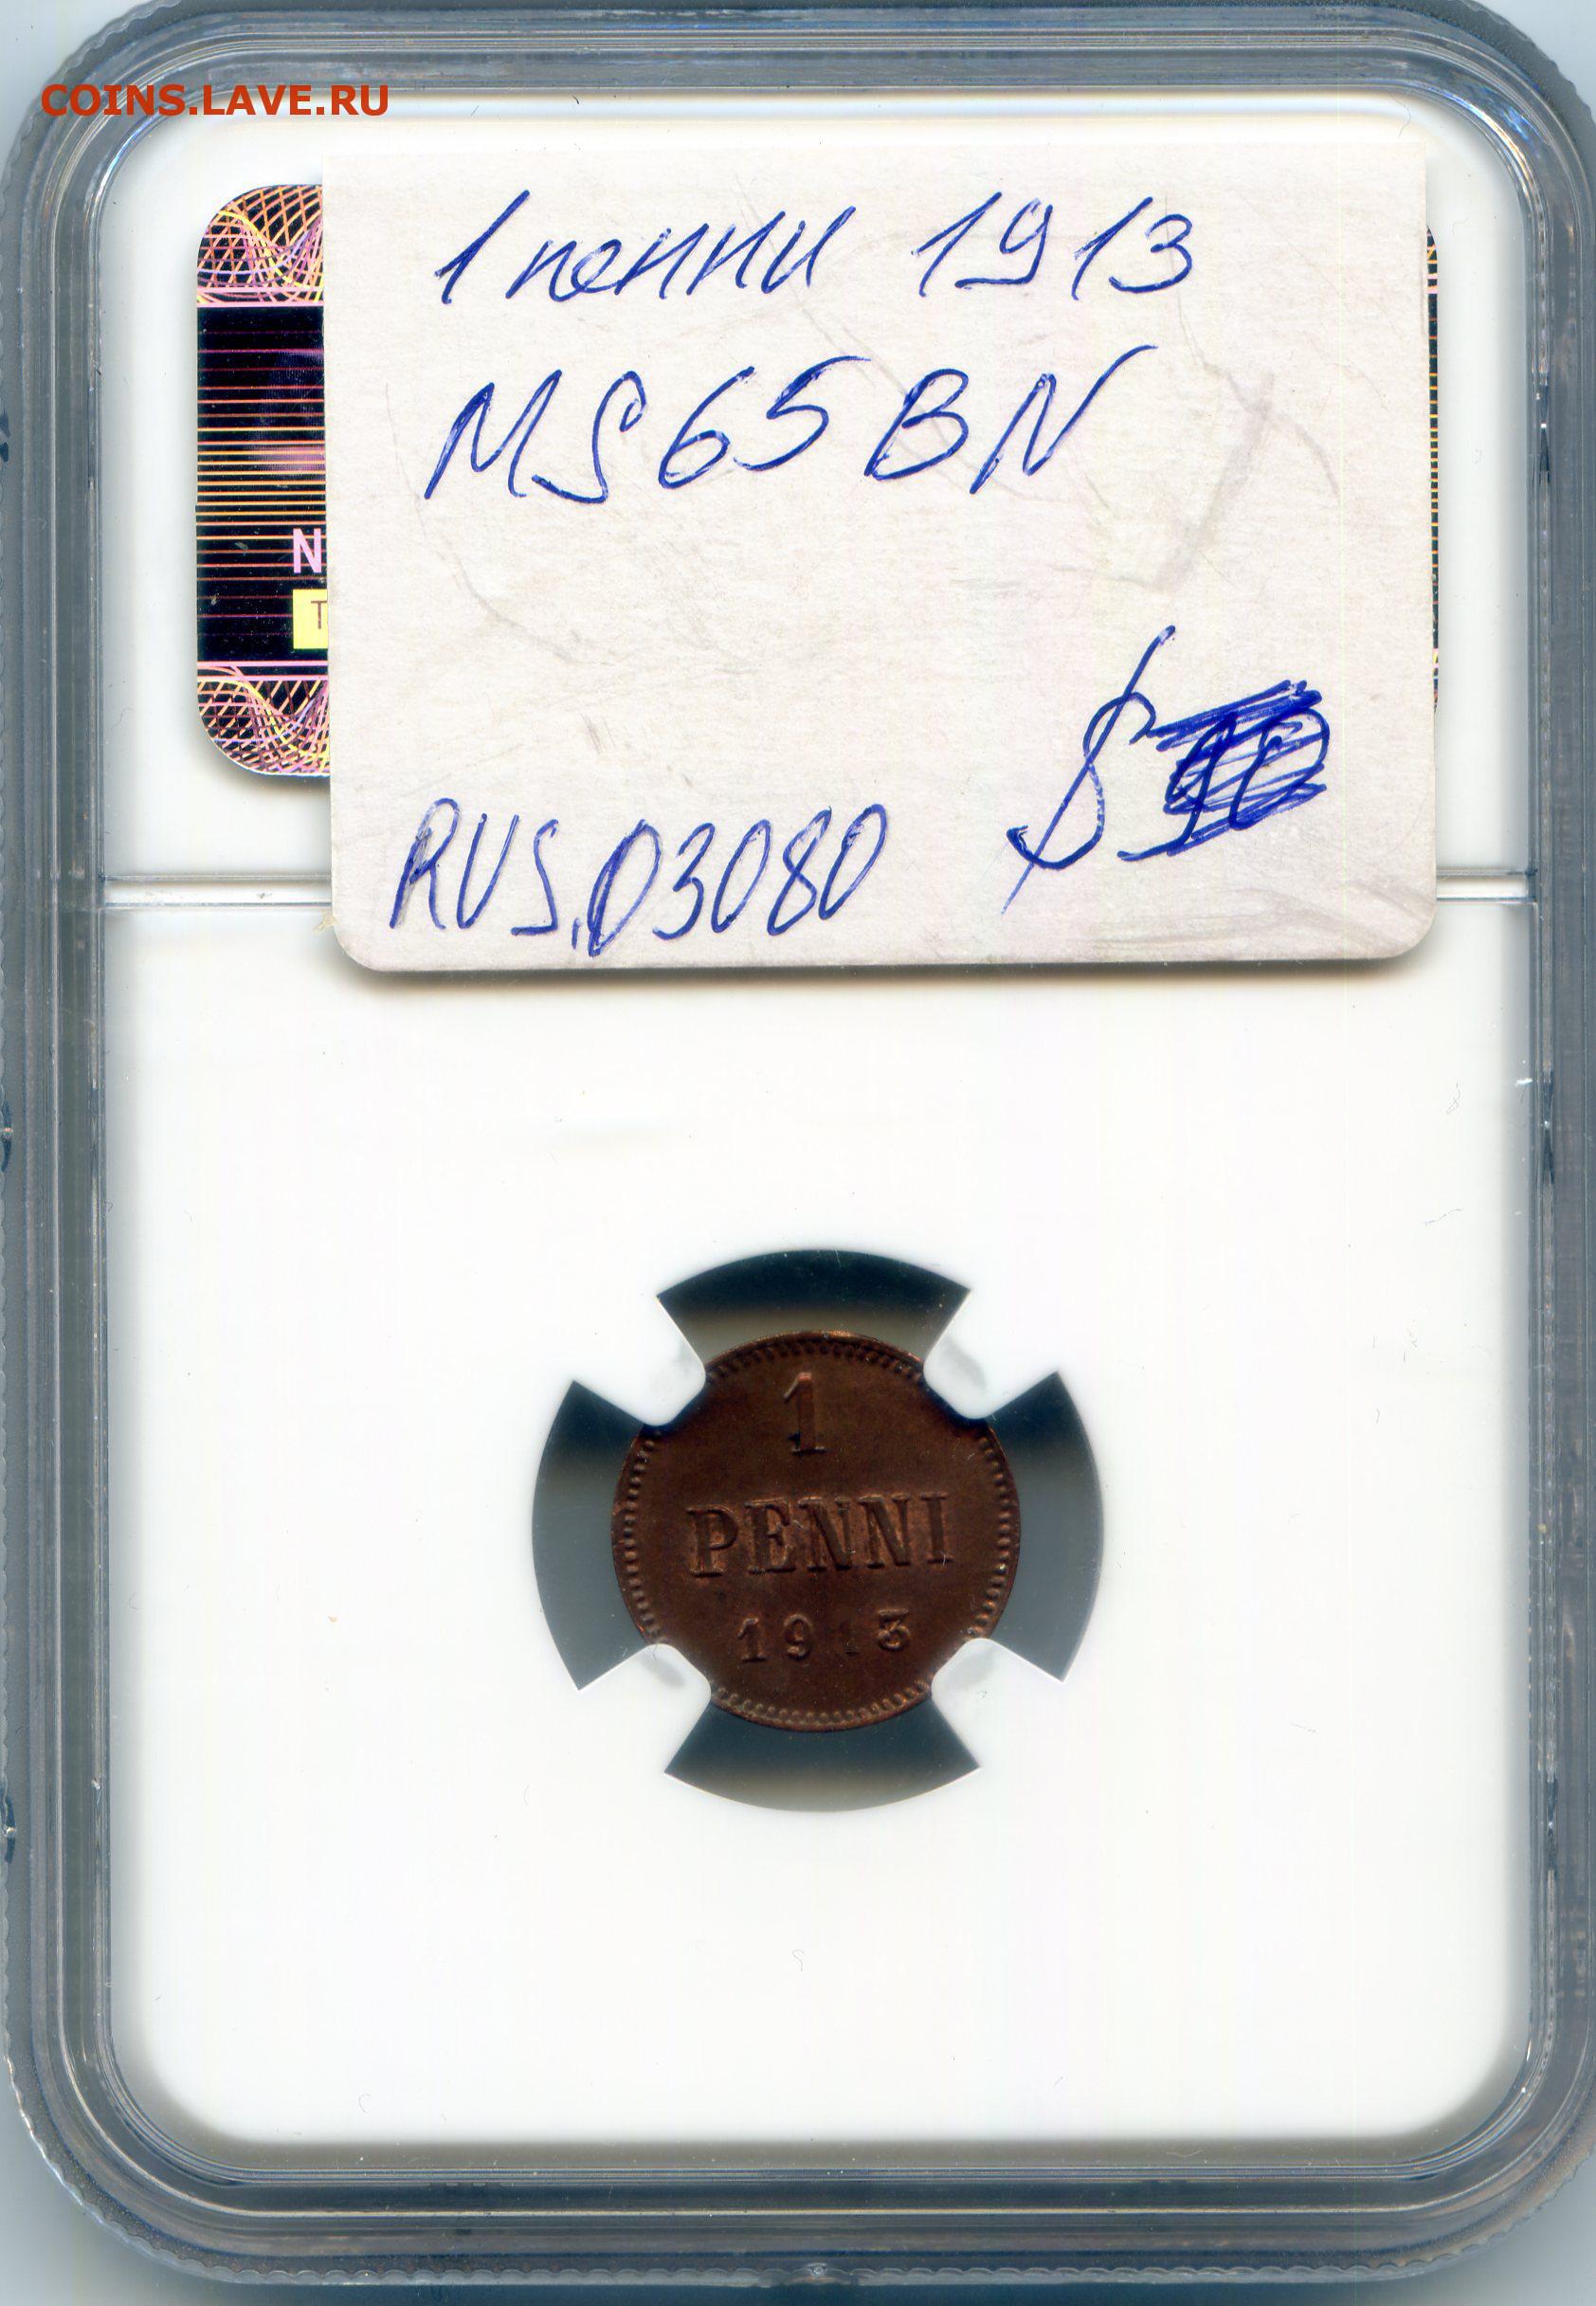 COINS.LAVE.RU
1 пенни 1913
MS65BN
N
T
$
RUS.03080
1
PENNI
1913